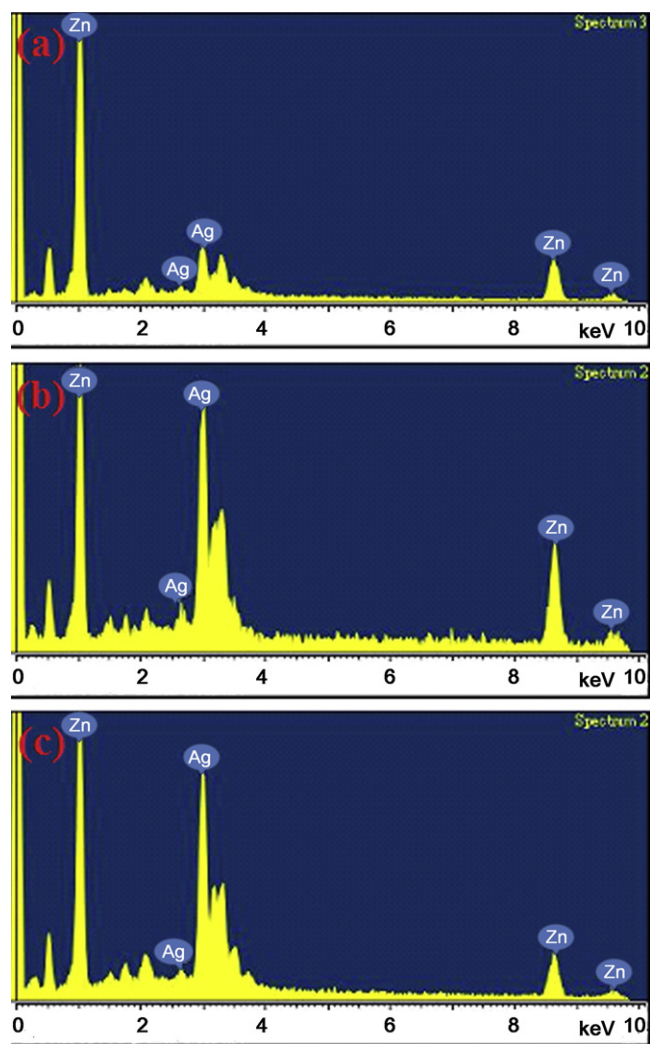 Zn
Spectrum 3
(a)
Ag
Ag
Zn
Zn
0 2 4 6 8 keV 10
Spectrum 2
(b)
Zn
Ag
Ag
Zn
Zn
0 2 4 6 8 keV 10
Zn
Spectrum 2
(c)
Ag
Ag
Zn
Zn
0 2 4 6 8 keV 10